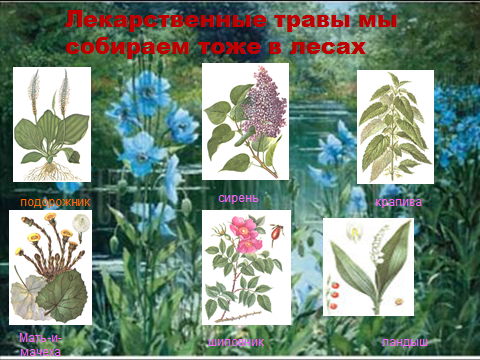 Лекарственные травы мы
собираем тоже в лесах
подорожник
сирень
крапива
Мать-и-
мачеха
шиповник
ландыш